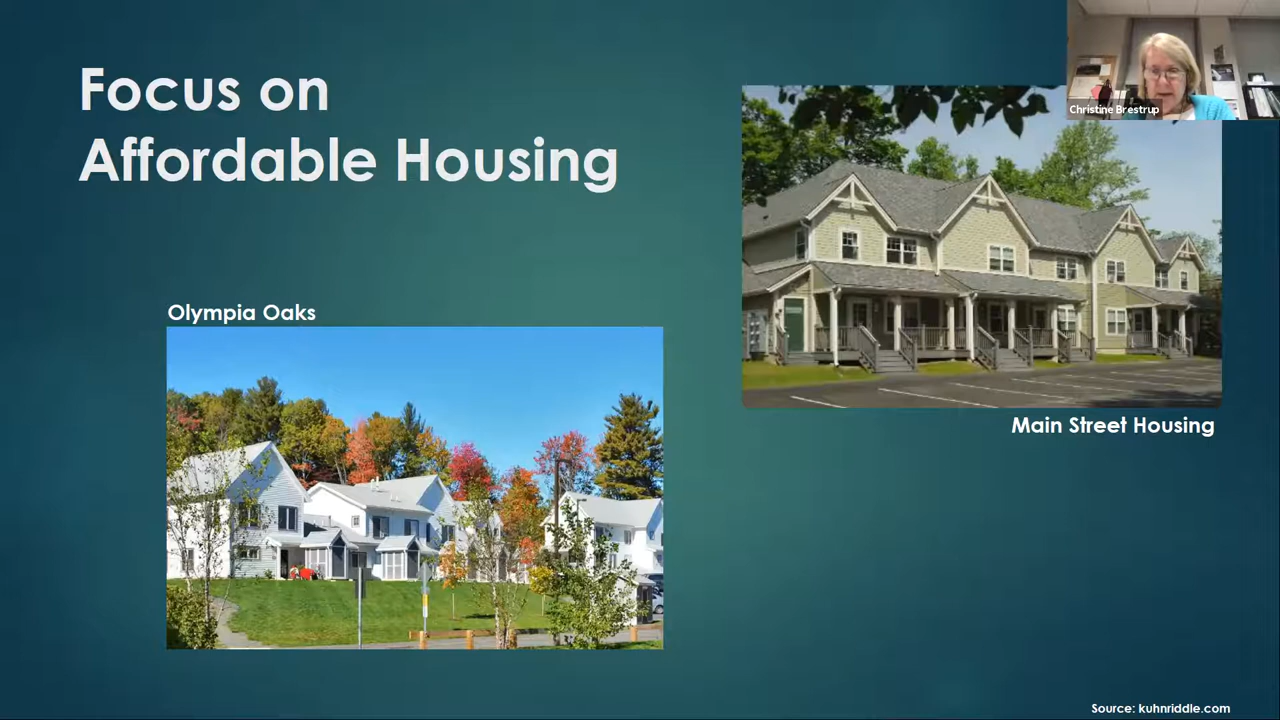 Focus on
Affordable Housing
Christine Brestrup
Olympia Oaks
Main Street Housing
Source: kuhnriddle.com